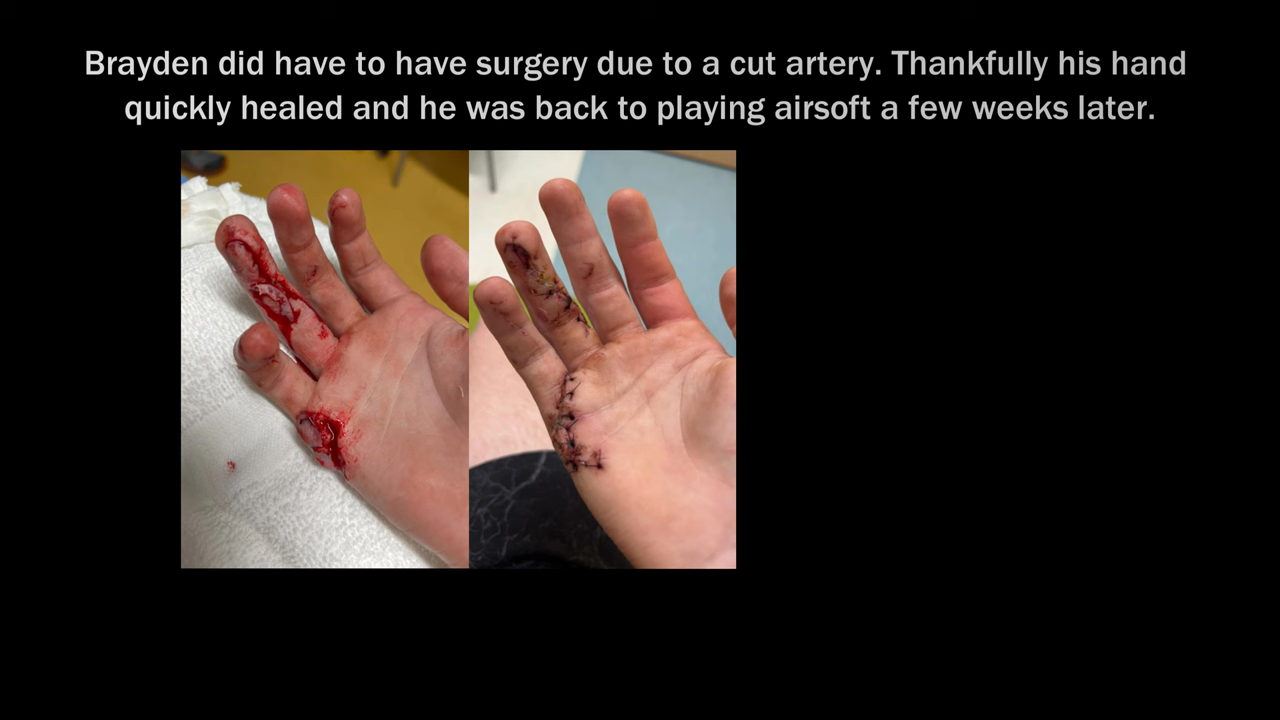 Brayden did have to have surgery due to a cut artery. Thankfully his hand
quickly healed and he was back to playing airsoft a few weeks later.